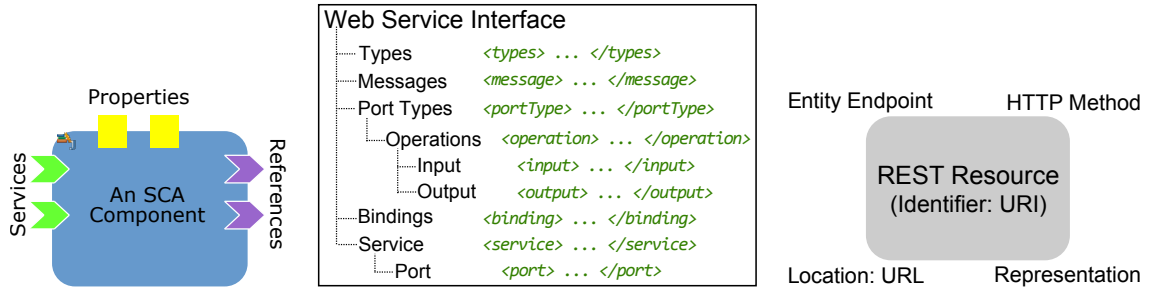 Properties
Services
An SCA
Component
References
Web Service Interface
Types <types> ... </types>
Messages <message> ... </message>
Port Types <portType> ... </portType>
Operations <operation> ... </operation>
Input <input> ... </input>
Output <output> ... </output>
Bindings <binding> ... </binding>
Service <service> ... </service>
Port <port> ... </port>
Entity Endpoint HTTP Method
REST Resource
(Identifier: URI)
Location: URL Representation